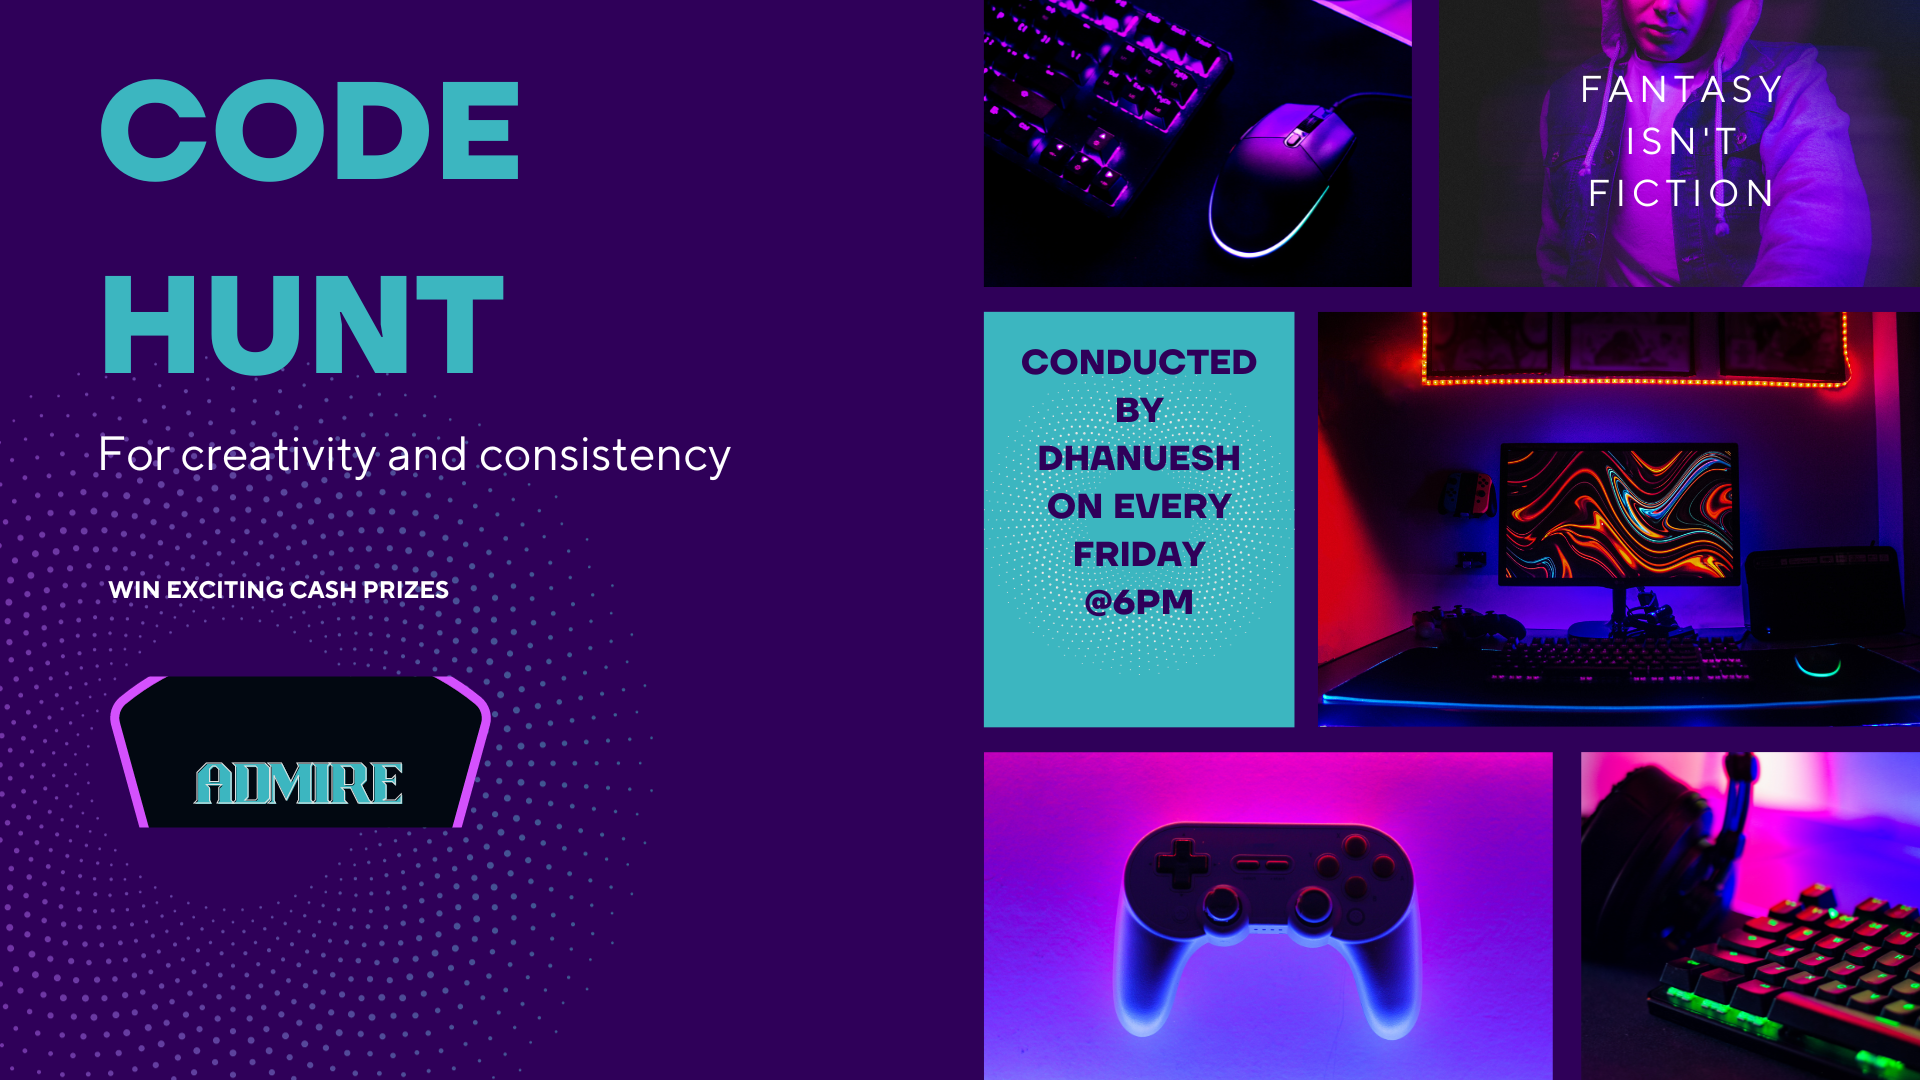 CODE
HUNT
For creativity and consistency
WIN EXCITING CASH PRIZES
ADMIRE
FANTASY
ISN'T
FICTION
CONDUCTED
BY
DHANUESH
ON EVERY
FRIDAY
@6PM